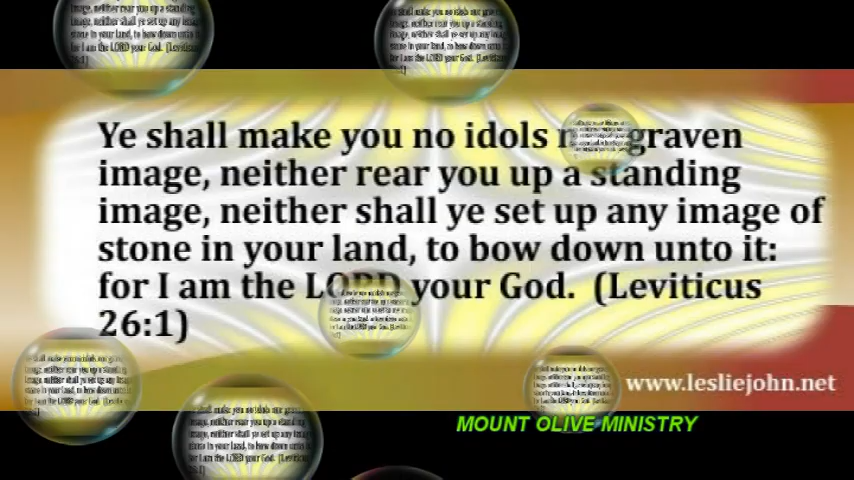 Ye shall make you no idols graven
image, neither rear you up a standing
image, neither shall ye set up any image of
stone in your land, to bow down unto it:
for I am the LORD your God. (Leviticus
26:1)
www.lesliejohn.net
MOUNT OLIVE MINISTRY